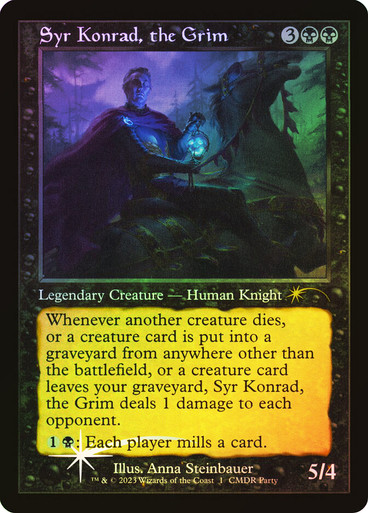 Syr Konrad, the Grim 3
Legendary Creature — Human Knight
Whenever another creature dies,
or a creature card is put into a
graveyard from anywhere other than
the battlefield, or a creature card
leaves your graveyard, Syr Konrad,
the Grim deals 1 damage to each
opponent.
1 : Each player mills a card.
Illus. Anna Steinbauer
5/4
™ & © 2023 Wizards of the Coast | CMDR Party